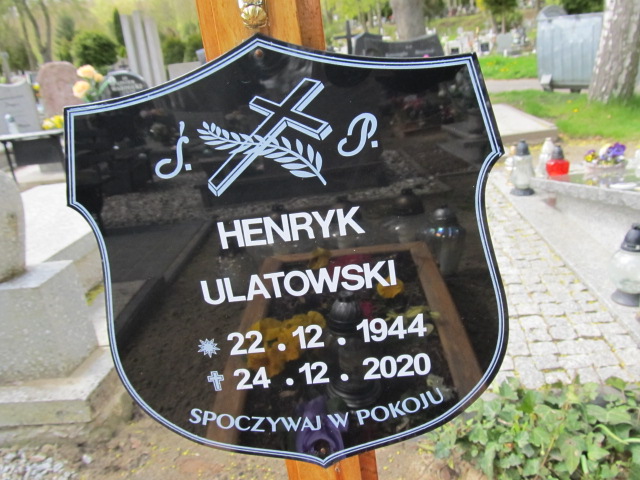 Ś. P.
HENRYK
ULATOWSKI
22.12.1944
24.12.2020
SPOCZYWAJ W POKOJU